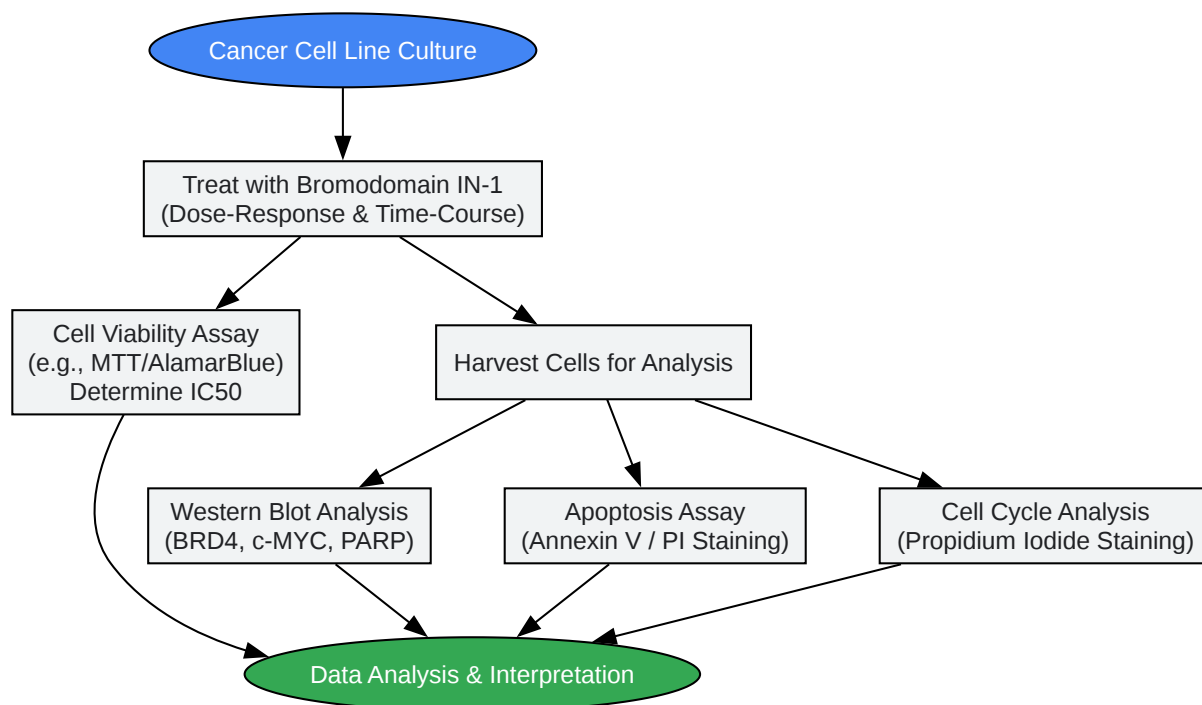 Cancer Cell Line Culture
Treat with Bromodomain IN-1
(Dose-Response & Time-Course)
Cell Viability Assay
(e.g., MTT/AlamarBlue)
Determine IC50
Harvest Cells for Analysis
Western Blot Analysis
(BRD4, c-MYC, PARP)
Apoptosis Assay
(Annexin V / PI Staining)
Cell Cycle Analysis
(Propidium Iodide Staining)
Data Analysis & Interpretation